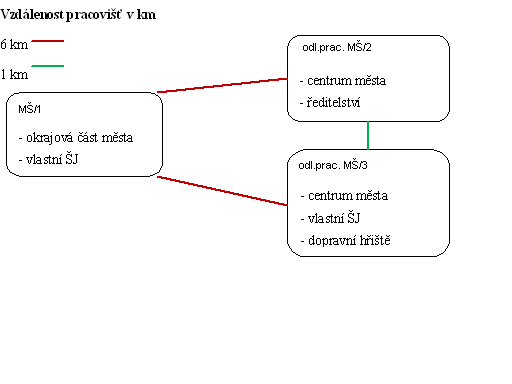 Vzdálenost pracovišť v km
6 km
1 km
MŠ/1
- okrajová část města
- vlastní ŠJ
odl.prac. MŠ/2
- centrum města
- ředitelství
odl.prac. MŠ/3
- centrum města
- vlastní ŠJ
- dopravní hřiště